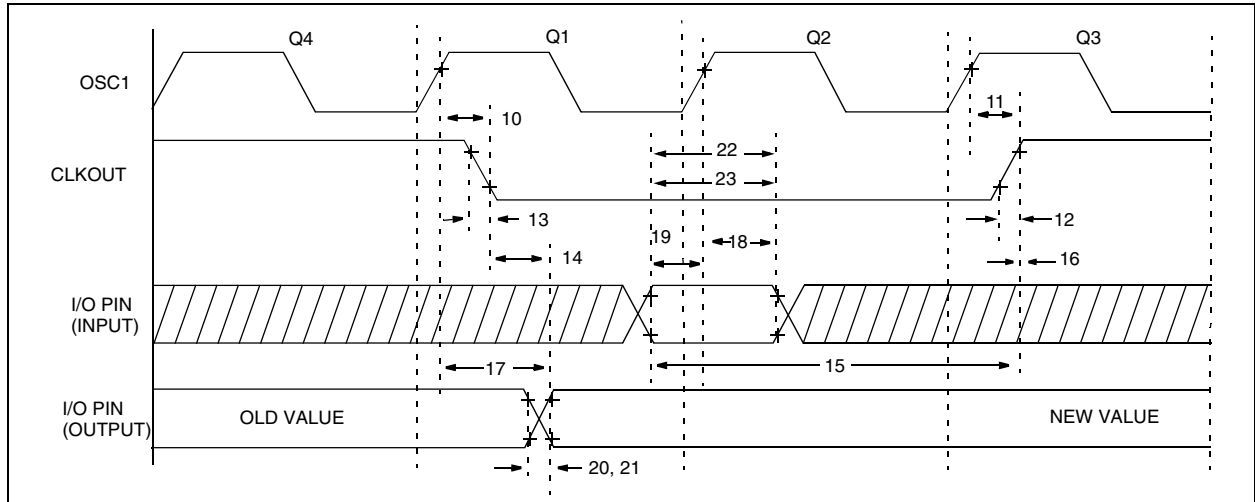 Q4 Q1 Q2 Q3
OSC1
10
11
CLKOUT
22
23
13
12
14
19
18
16
I/O PIN
(INPUT)
17
15
I/O PIN
(OUTPUT)
OLD VALUE
NEW VALUE
20, 21